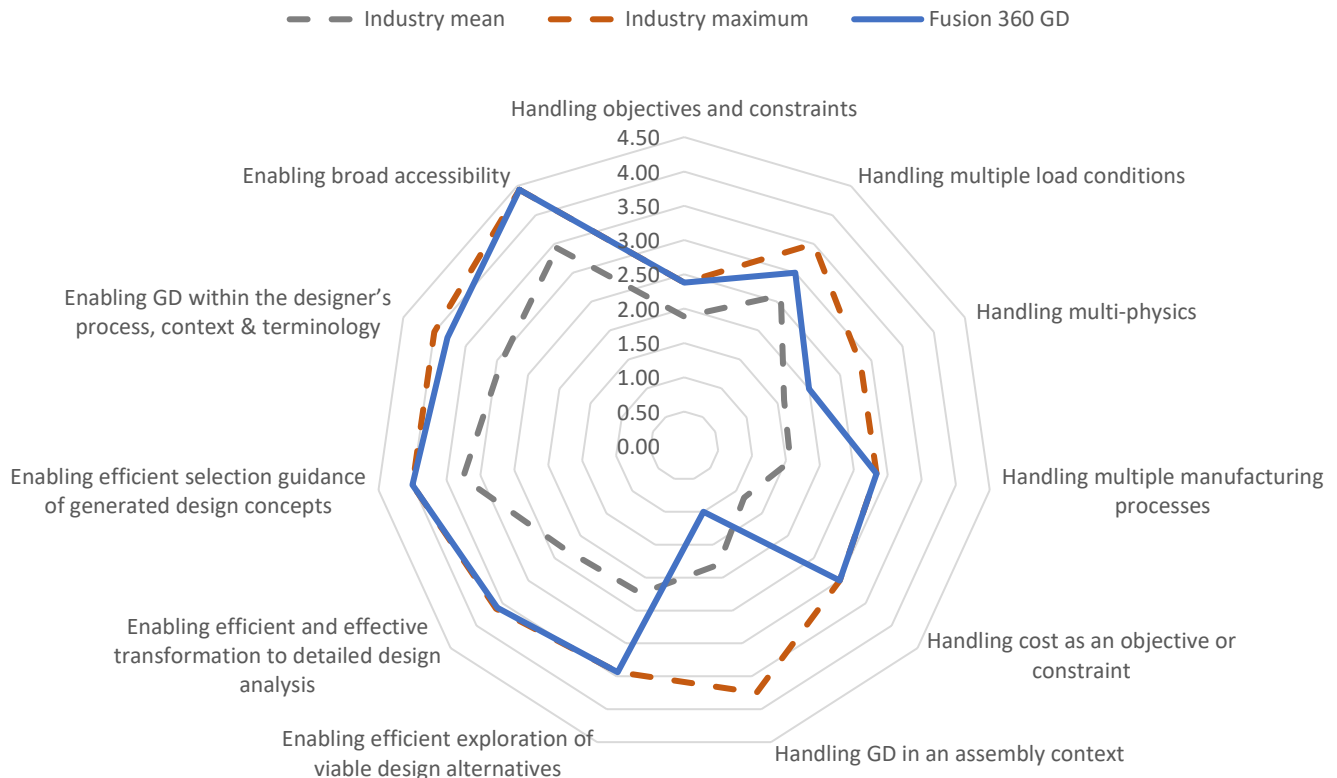 Industry mean
Industry maximum
Fusion 360 GD
Handling objectives and constraints
4.50
4.00
3.50
3.00
2.50
2.00
1.50
1.00
0.50
0.00
Enabling broad accessibility
Handling multiple load conditions
Enabling GD within the designer’s
process, context & terminology
Handling multi-physics
Enabling efficient selection guidance
of generated design concepts
Handling multiple manufacturing
processes
Enabling efficient and effective
transformation to detailed design
analysis
Handling cost as an objective or
constraint
Enabling efficient exploration of
viable design alternatives
Handling GD in an assembly context